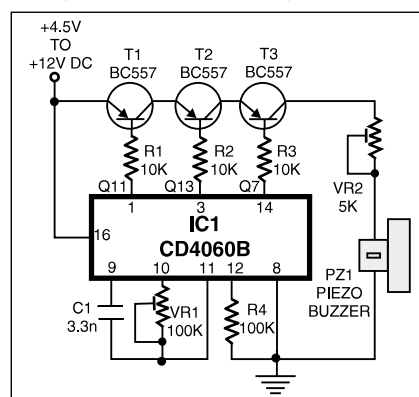 +4.5V
TO
+12V DC
T1
BC557
T2
BC557
T3
BC557
R1
10K
R2
10K
R3
10K
VR2
5K
Q11
Q13
Q7
1
3
14
IC1
CD4060B
16
9
10
11
12
8
C1
3.3n
VR1
100K
R4
100K
PZ1
PIEZO
BUZZER